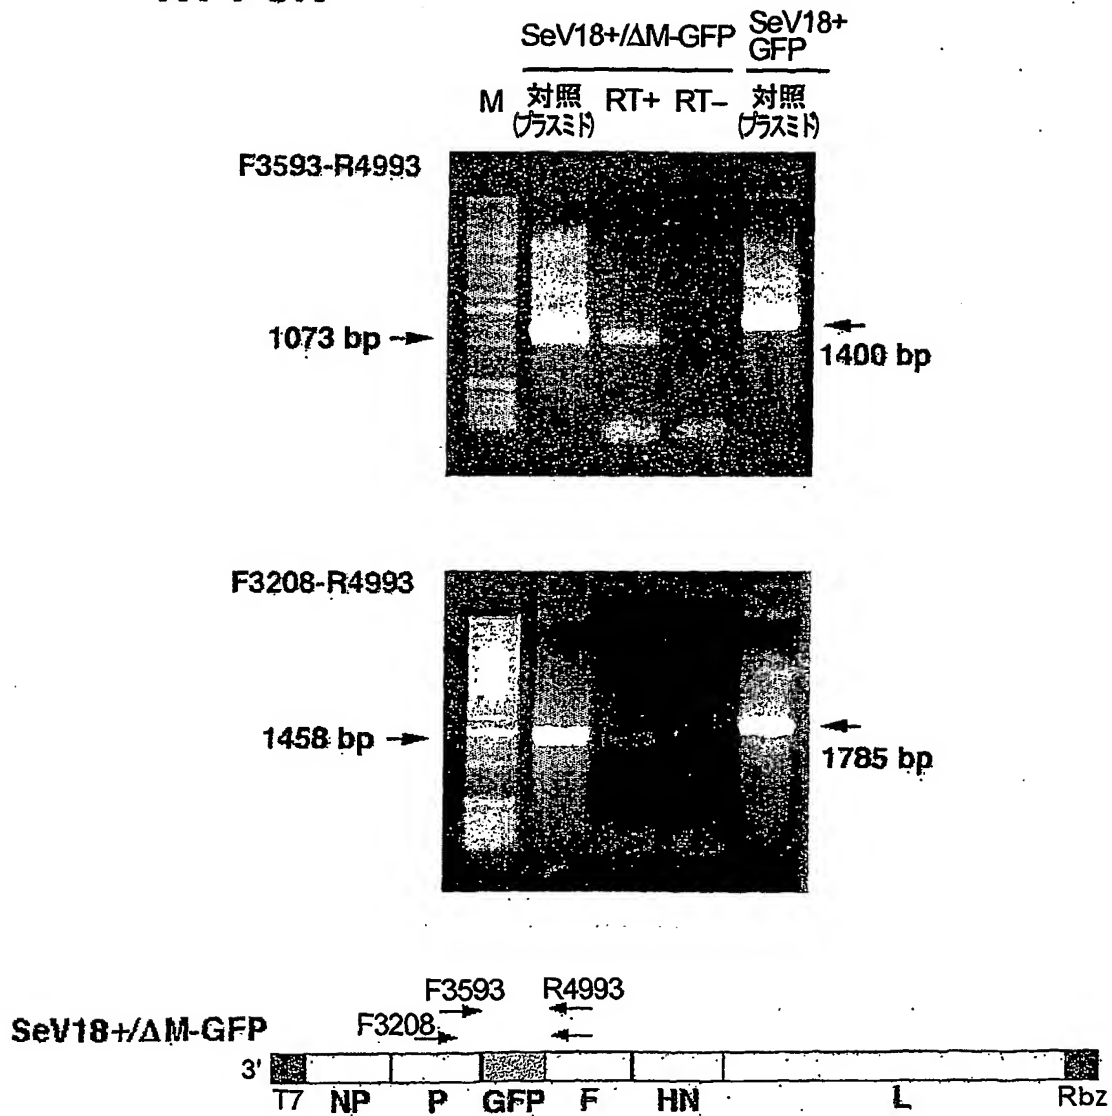 SeV18+/ΔM-GFP SeV18+
GFP
M 対照 RT+ RT− 対照
(プラスミド) (プラスミド)
F3593-R4993
1073 bp
1400 bp
F3208-R4993
1458 bp
1785 bp
F3593 R4993
F3208
SeV18+/ΔM-GFP
3'
T7 NP P GFP F HN L Rbz